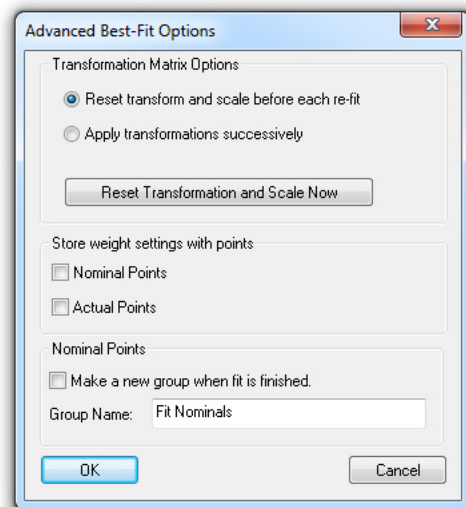 Advanced Best-Fit Options
Transformation Matrix Options
Reset transform and scale before each re-fit
Apply transformations successively
Reset Transformation and Scale Now
Store weight settings with points
Nominal Points
Actual Points
Nominal Points
Make a new group when fit is finished.
Group Name: Fit Nominals
OK Cancel